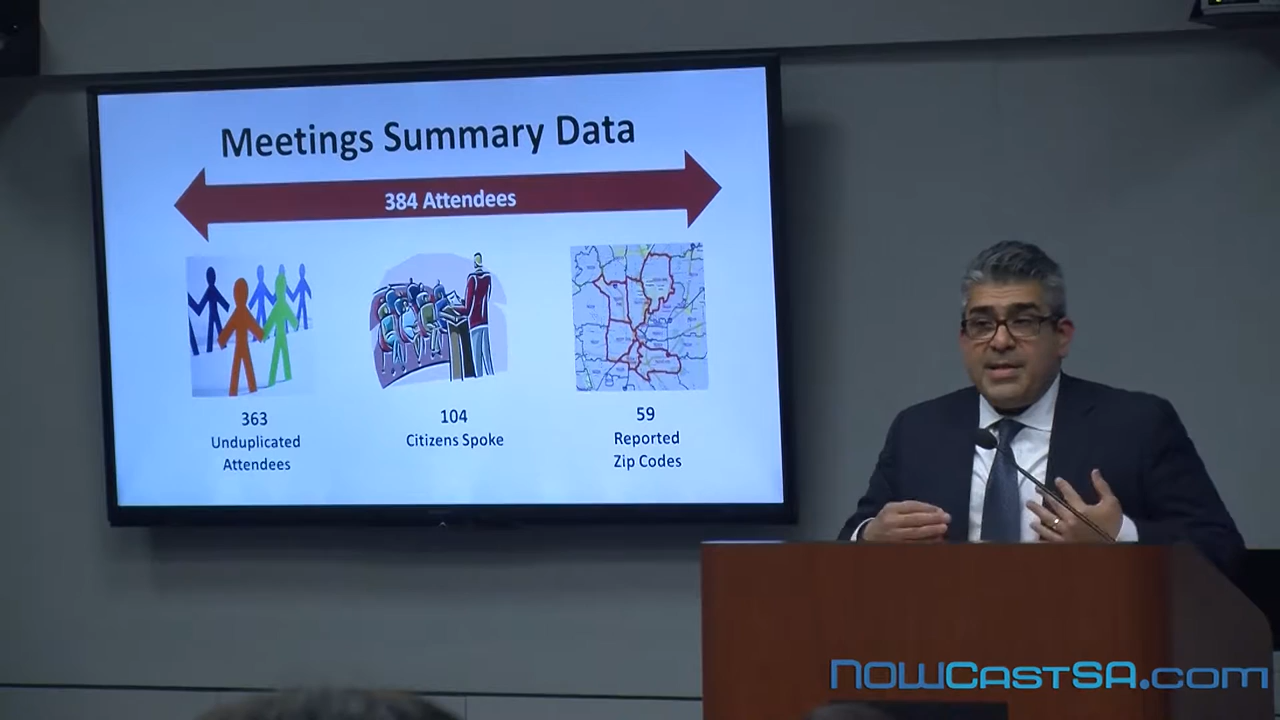 Meetings Summary Data
384 Attendees
363
Unduplicated
Attendees
104
Citizens Spoke
59
Reported
Zip Codes
NOWCastSA.com